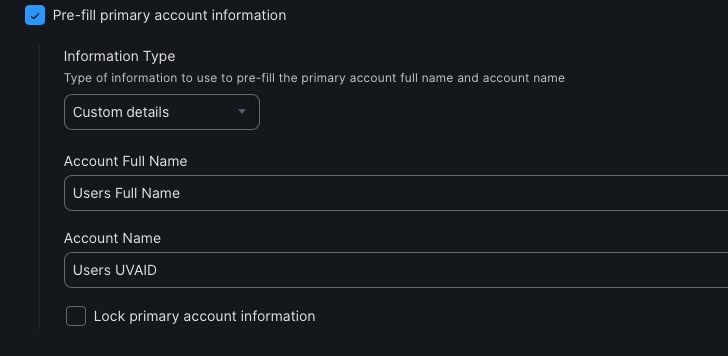 Pre-fill primary account information
Information Type
Type of information to use to pre-fill the primary account full name and account name
Custom details
Account Full Name
Users Full Name
Account Name
Users UVAID
Lock primary account information